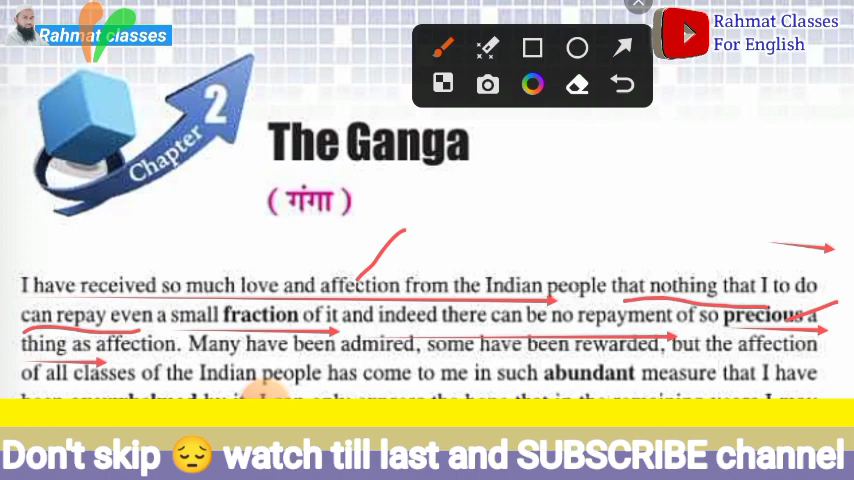 Rahmat classes
Rahmat Classes
For English
Chapter 2
The Ganga
( गंगा )
I have received so much love and affection from the Indian people that nothing that I to do
can repay even a small fraction of it and indeed there can be no repayment of so precious a
thing as affection. Many have been admired, some have been rewarded, but the affection
of all classes of the Indian people has come to me in such abundant measure that I have
Don't skip 😔 watch till last and SUBSCRIBE channel